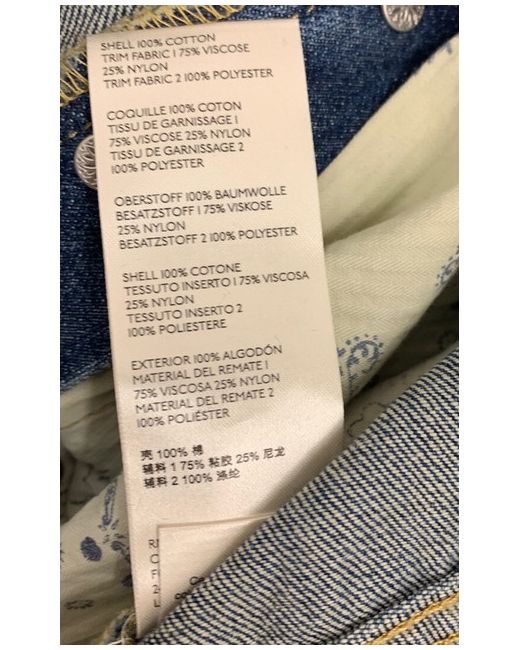 SHELL 100% COTTON
TRIM FABRIC 1 75% VISCOSE
25% NYLON
TRIM FABRIC 2 100% POLYESTER
COQUILLE 100% COTON
TISSU DE GARNISSAGE 1
75% VISCOSE 25% NYLON
TISSU DE GARNISSAGE 2
100% POLYESTER
OBERSTOFF 100% BAUMWOLLE
BESATZSTOFF 1 75% VISKOSE
25% NYLON
BESATZSTOFF 2 100% POLYESTER
SHELL 100% COTONE
TESSUTO INSERTO 1 75% VISCOSA
25% NYLON
TESSUTO INSERTO 2
100% POLIESTERE
EXTERIOR 100% ALGODÓN
MATERIAL DEL REMATE 1
75% VISCOSA 25% NYLON
MATERIAL DEL REMATE 2
100% POLIÉSTER
壳 100% 棉
辅料 1 75% 粘胶 25% 尼龙
辅料 2 100% 涤纶